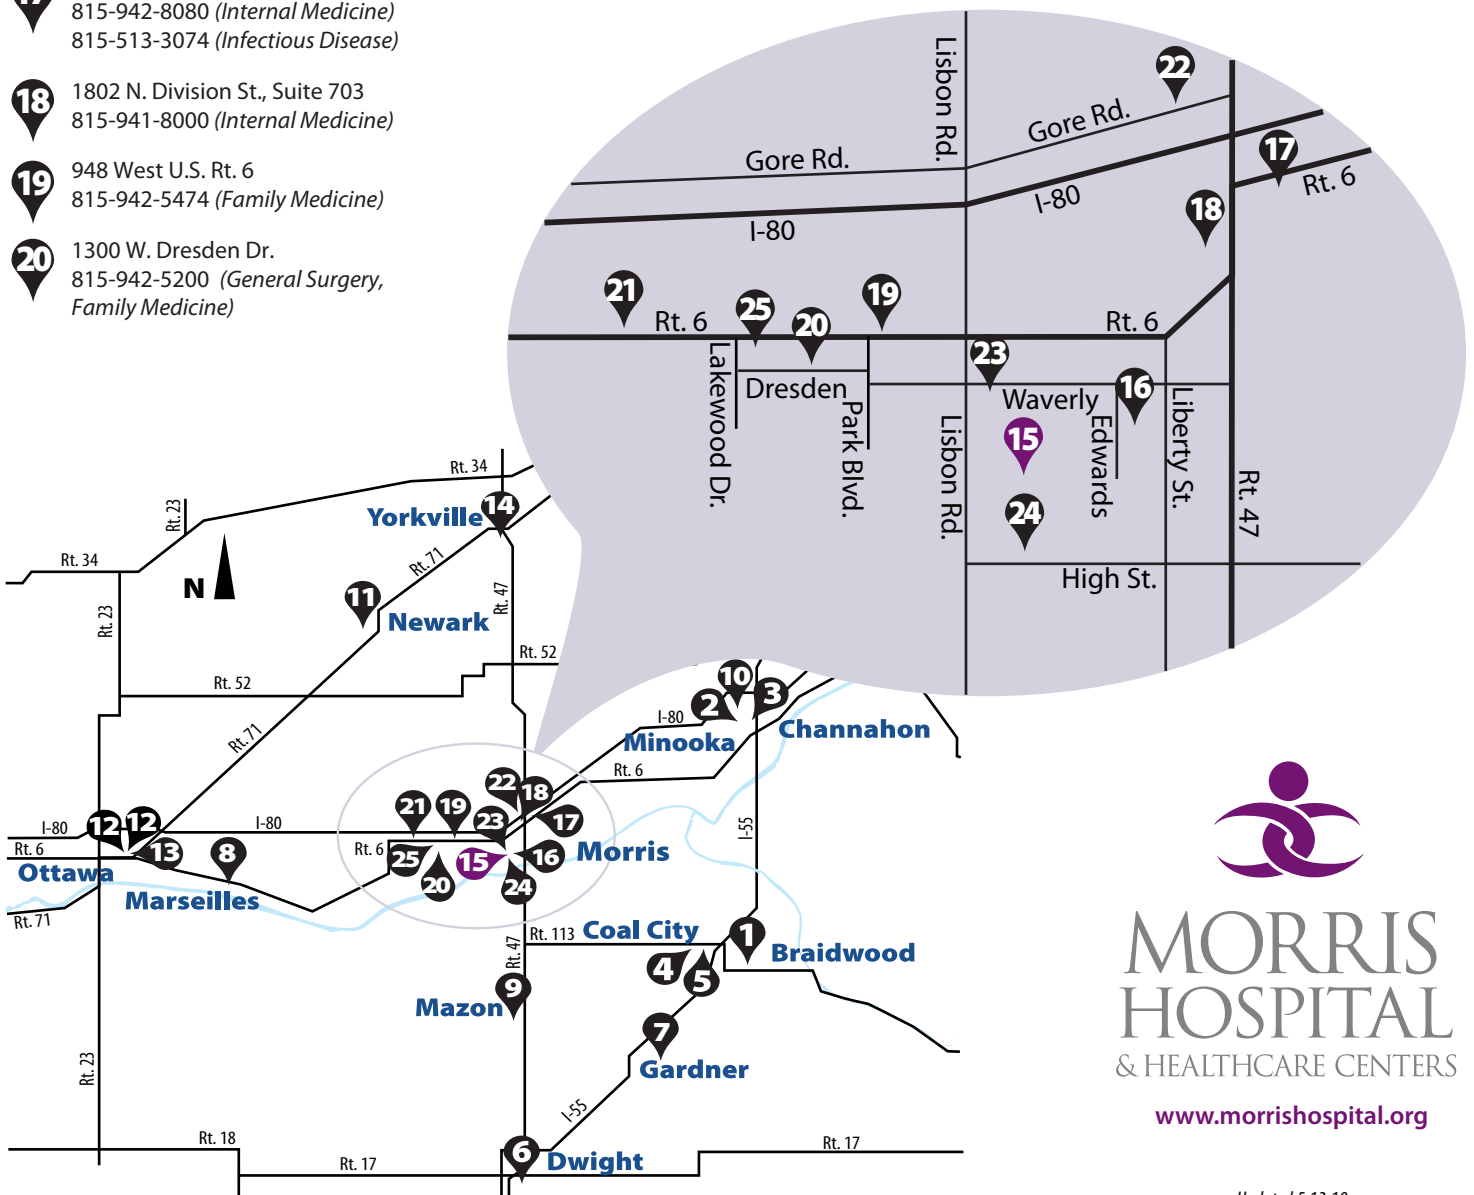 17
815-942-8080 (Internal Medicine)
815-513-3074 (Infectious Disease)
18
1802 N. Division St., Suite 703
815-941-8000 (Internal Medicine)
19
948 West U.S. Rt. 6
815-942-5474 (Family Medicine)
20
1300 W. Dresden Dr.
815-942-5200 (General Surgery,
Family Medicine)
Lisbon Rd.
22
Gore Rd.
Gore Rd.
17
Rt. 6
I-80
18
I-80
21
25
20
19
Rt. 6
Rt. 6
23
Lakewood Dr.
Dresden
Park Blvd.
Waverly
16
15
Edwards
Liberty St.
Lisbon Rd.
24
Rt. 47
High St.
Rt. 34
Rt. 23
Yorkville
14
Rt. 34
N
Rt. 71
11
Rt. 47
Rt. 23
Newark
Rt. 52
Rt. 52
10
2
3
I-80
Rt. 71
Minooka
Channahon
Rt. 6
22
18
21
19
23
17
12
12
I-80
I-80
I-55
Rt. 6
13
8
Rt. 6
25
15
16
Morris
Ottawa
20
24
Marseilles
Rt. 71
Rt. 113
Coal City
1
Rt. 47
Braidwood
4
5
9
Mazon
7
Gardner
Rt. 23
I-55
Rt. 18
6
Dwight
Rt. 17
Rt. 17
MORRIS
HOSPITAL
& HEALTHCARE CENTERS
www.morrishospital.org